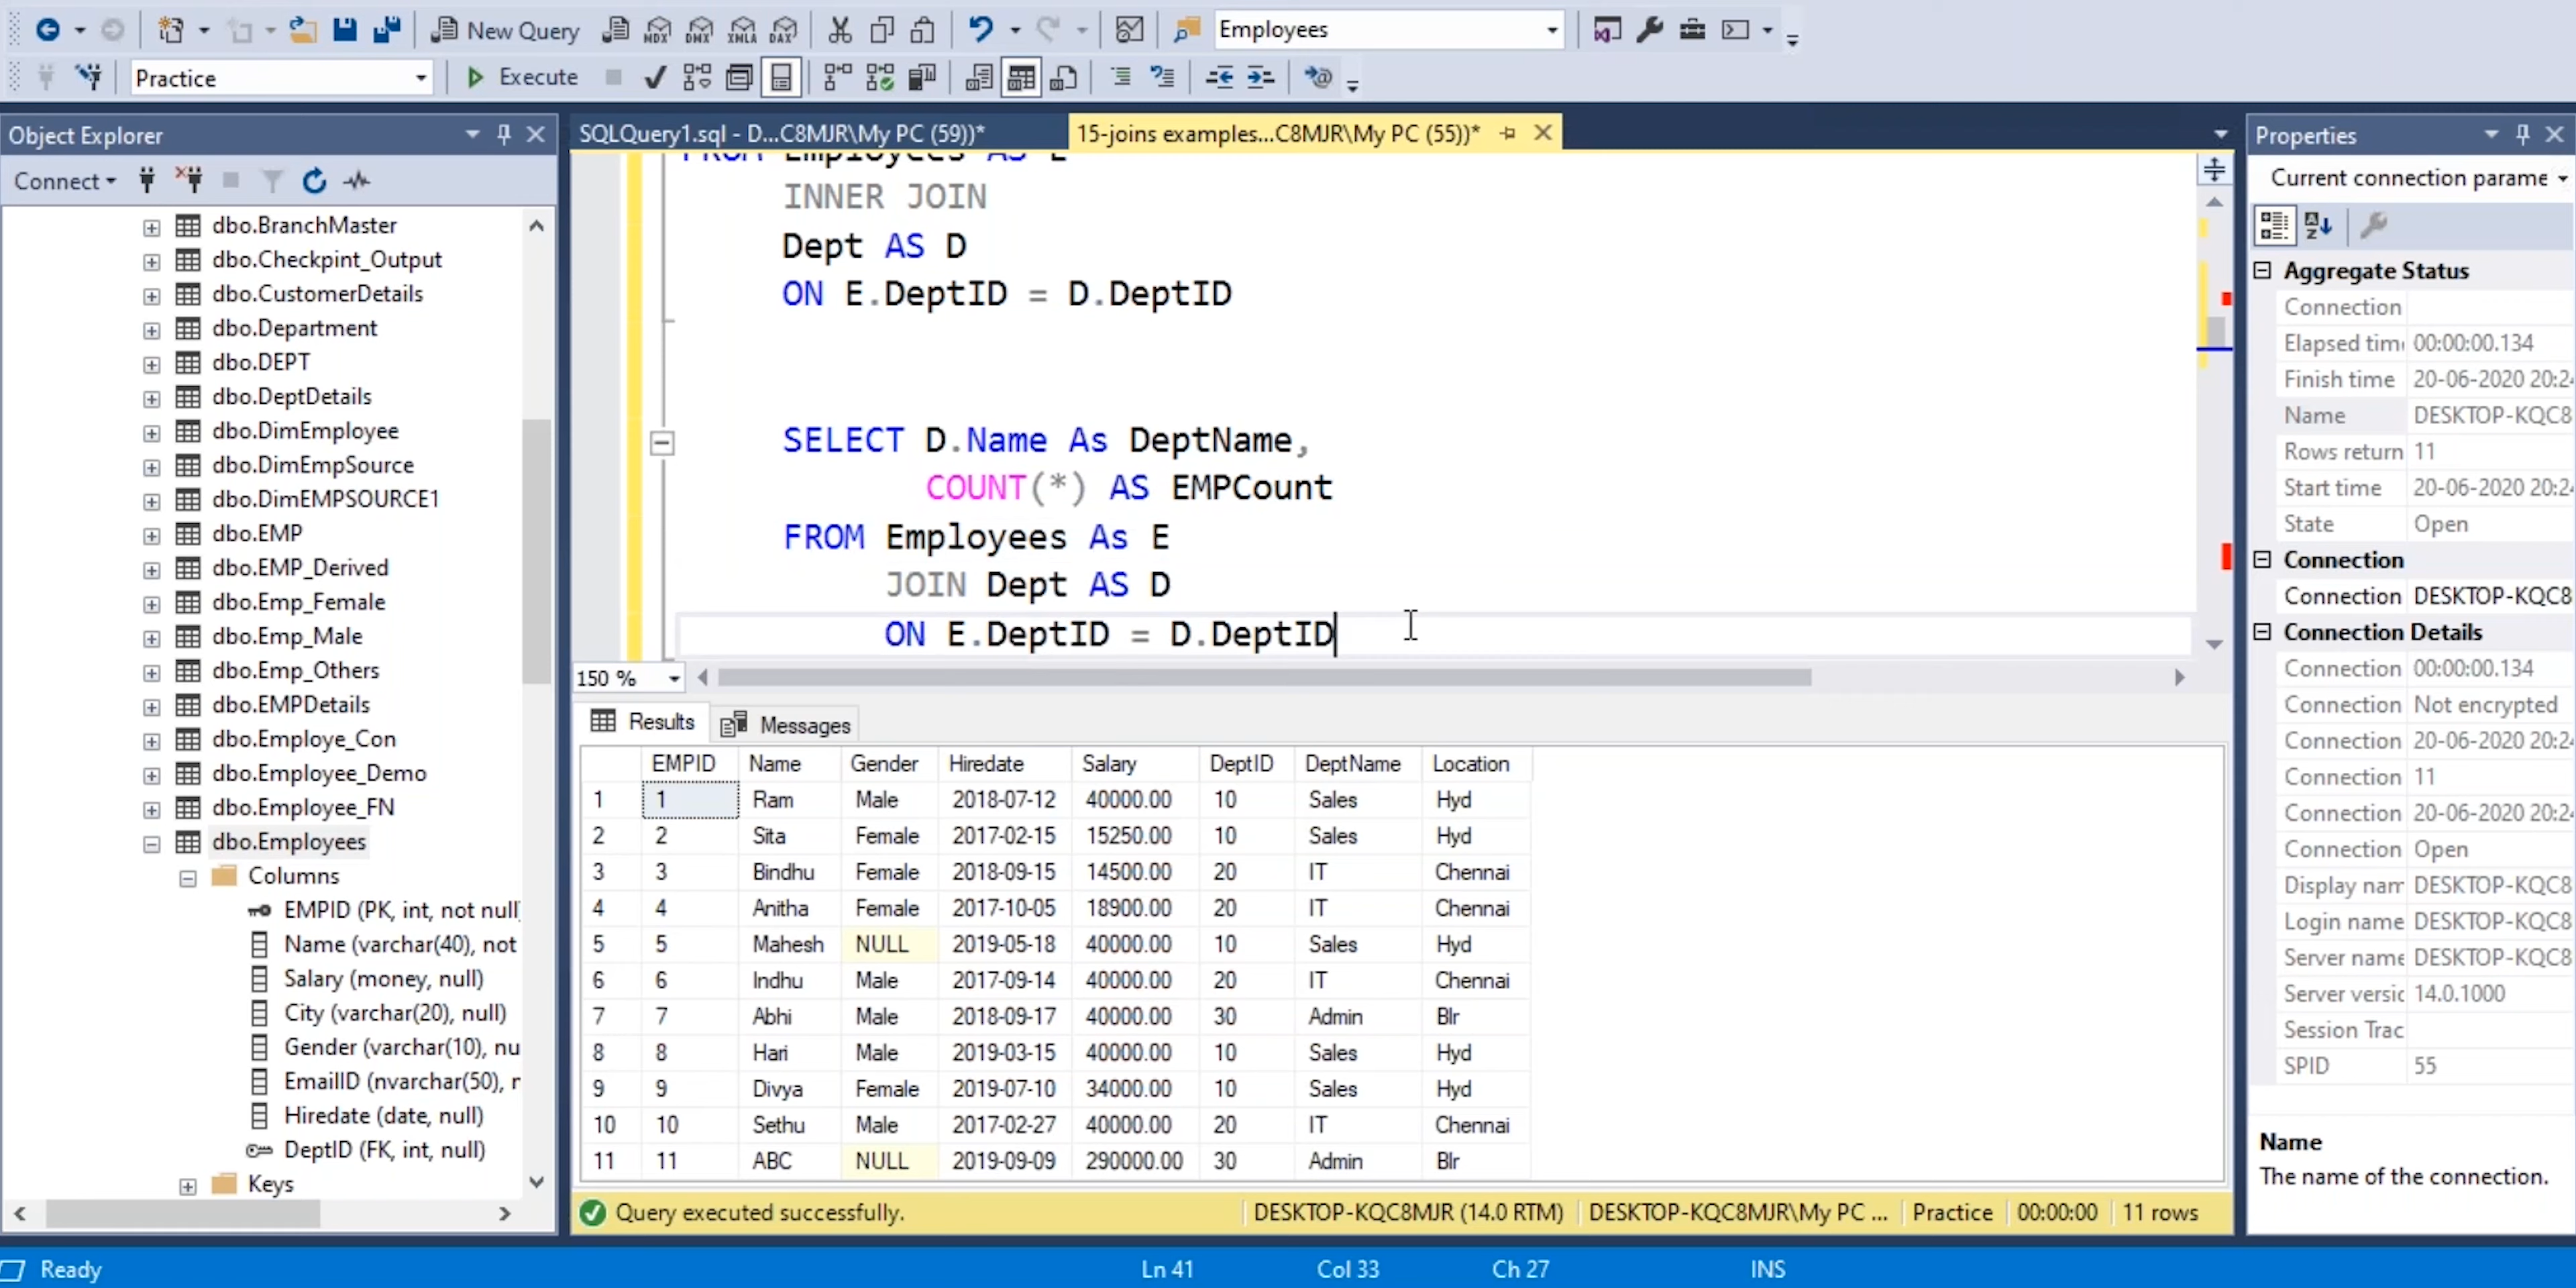 New Query
MDX
DMX
XMLA
DAX
Employees
Practice
Execute
Object Explorer
Connect
dbo.BranchMaster
dbo.Checkpint_Output
dbo.CustomerDetails
dbo.Department
dbo.DEPT
dbo.DeptDetails
dbo.DimEmployee
dbo.DimEmpSource
dbo.DimEMPSOURCE1
dbo.EMP
dbo.EMP_Derived
dbo.Emp_Female
dbo.Emp_Male
dbo.Emp_Others
dbo.EMPDetails
dbo.Employe_Con
dbo.Employee_Demo
dbo.Employee_FN
dbo.Employees
Columns
EMPID (PK, int, not null
Name (varchar(40), not
Salary (money, null)
City (varchar(20), null)
Gender (varchar(10), nu
EmailID (nvarchar(50), r
Hiredate (date, null)
DeptID (FK, int, null)
Keys
SQLQuery1.sql - D...C8MJR\My PC (59))*
15-joins examples...C8MJR\My PC (55))*
FROM Employees AS E
INNER JOIN
Dept AS D
ON E.DeptID = D.DeptID
SELECT D.Name As DeptName,
COUNT(*) AS EMPCount
FROM Employees As E
JOIN Dept AS D
ON E.DeptID = D.DeptID
150 %
Results
Messages
EMPID Name Gender Hiredate Salary DeptID DeptName Location
1 1 Ram Male 2018-07-12 40000.00 10 Sales Hyd
2 2 Sita Female 2017-02-15 15250.00 10 Sales Hyd
3 3 Bindhu Female 2018-09-15 14500.00 20 IT Chennai
4 4 Anitha Female 2017-10-05 18900.00 20 IT Chennai
5 5 Mahesh NULL 2019-05-18 40000.00 10 Sales Hyd
6 6 Indhu Male 2017-09-14 40000.00 20 IT Chennai
7 7 Abhi Male 2018-09-17 40000.00 30 Admin Blr
8 8 Hari Male 2019-03-15 40000.00 10 Sales Hyd
9 9 Divya Female 2019-07-10 34000.00 10 Sales Hyd
10 10 Sethu Male 2017-02-27 40000.00 20 IT Chennai
11 11 ABC NULL 2019-09-09 290000.00 30 Admin Blr
Query executed successfully.
DESKTOP-KQC8MJR (14.0 RTM)
DESKTOP-KQC8MJR\My PC ...
Practice
00:00:00
11 rows
Properties
Current connection parame
Aggregate Status
Connection
Elapsed tim 00:00:00.134
Finish time 20-06-2020 20:24
Name DESKTOP-KQC8
Rows return 11
Start time 20-06-2020 20:24
State Open
Connection
Connection DESKTOP-KQC8
Connection Details
Connection 00:00:00.134
Connection Not encrypted
Connection 20-06-2020 20:24
Connection 11
Connection 20-06-2020 20:24
Connection Open
Display nam DESKTOP-KQC8
Login name DESKTOP-KQC8
Server name DESKTOP-KQC8
Server versic 14.0.1000
Session Trac
SPID 55
Name
The name of the connection.
Ready
Ln 41
Col 33
Ch 27
INS